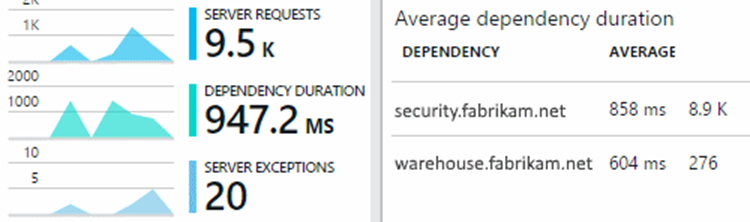 2K
1K
SERVER REQUESTS
9.5 K
2000
1000
DEPENDENCY DURATION
947.2 MS
10
5
SERVER EXCEPTIONS
20
Average dependency duration
DEPENDENCY AVERAGE
security.fabrikam.net 858 ms 8.9 K
warehouse.fabrikam.net 604 ms 276